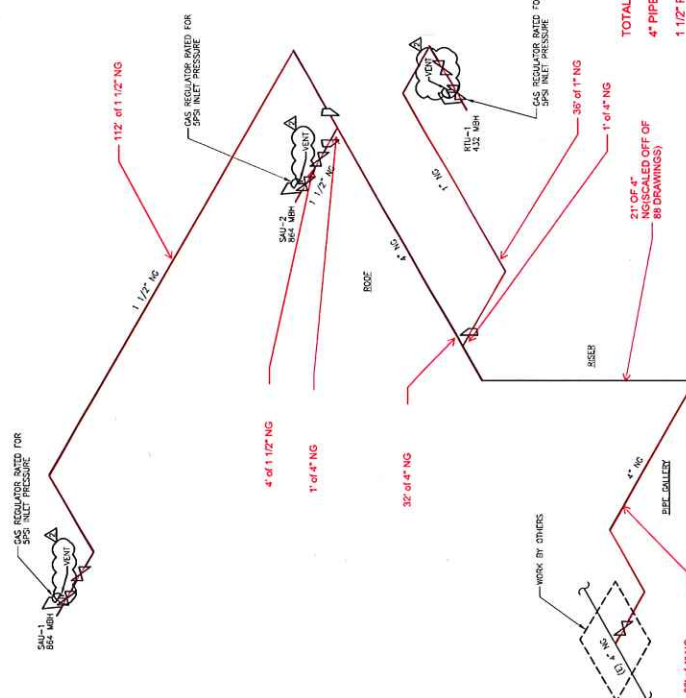 GAS REGULATOR RATED FOR
5PSI INLET PRESSURE
112' of 1 1/2" NG
GAS REGULATOR RATED FOR
5PSI INLET PRESSURE
1 1/2" NG
2
VENT
SAU-2
864 MBH
1 1/2" NG
2
VENT
RTU-1
432 MBH
GAS REGULATOR RATED
5PSI INLET PRESSURE
TOTAL
4" PIPE
1 1/2"
1" NG
36' of 1" NG
1' of 4" NG
4" NG
ROOF
21' OF 4"
NG(SCALED OFF OF
88 DRAWINGS)
RISER
4' of 1 1/2" NG
1' of 4" NG
32' of 4" NG
2
VENT
SAU-1
864 MBH
WORK BY OTHERS
4" NG
PIPE GALLERY
(E) 4" NG